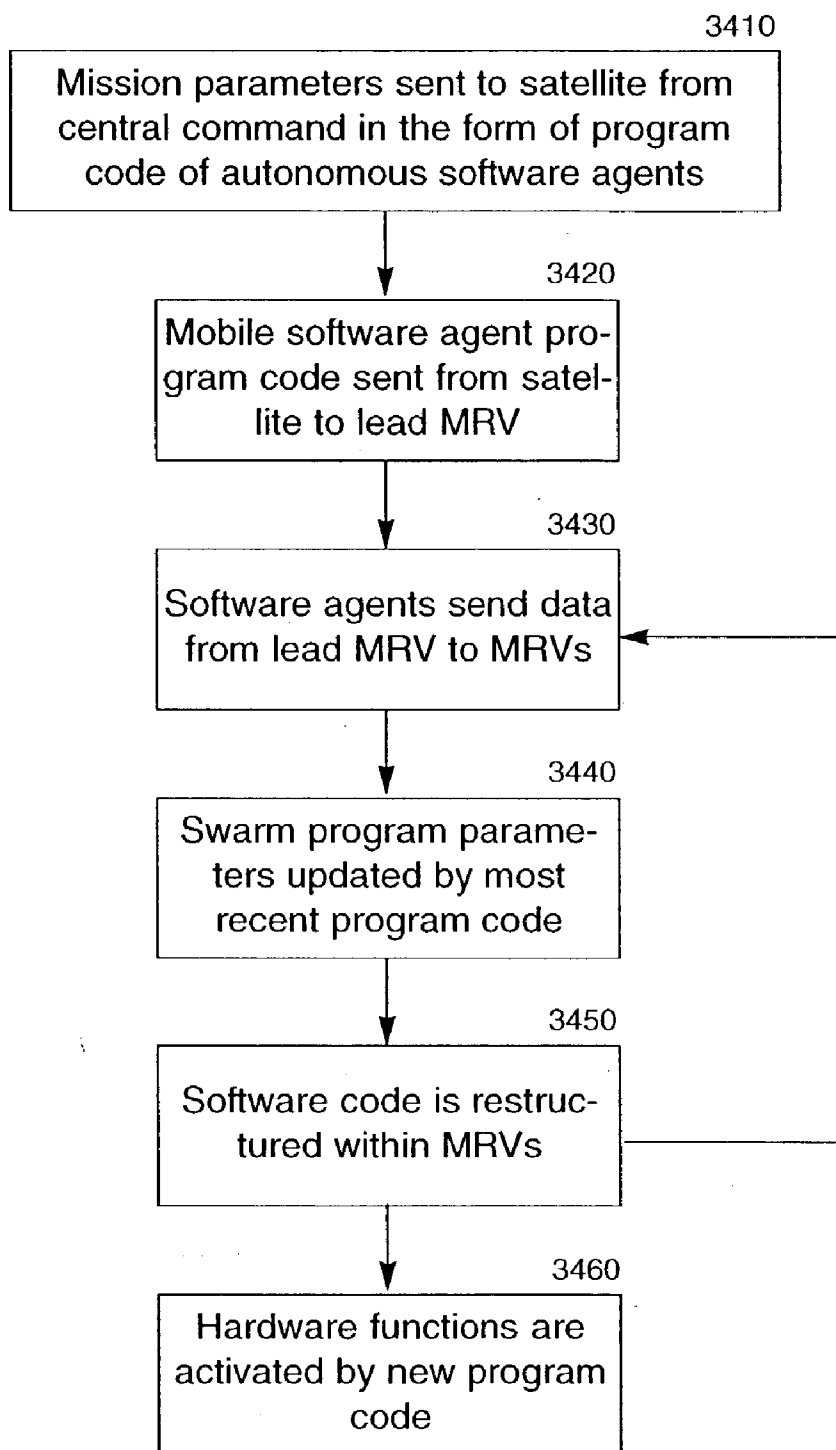 3410
Mission parameters sent to satellite from
central command in the form of program
code of autonomous software agents
3420
Mobile software agent pro-
gram code sent from satel-
lite to lead MRV
3430
Software agents send data
from lead MRV to MRVs
3440
Swarm program parame-
ters updated by most
recent program code
3450
Software code is restruc-
tured within MRVs
3460
Hardware functions are
activated by new program
code